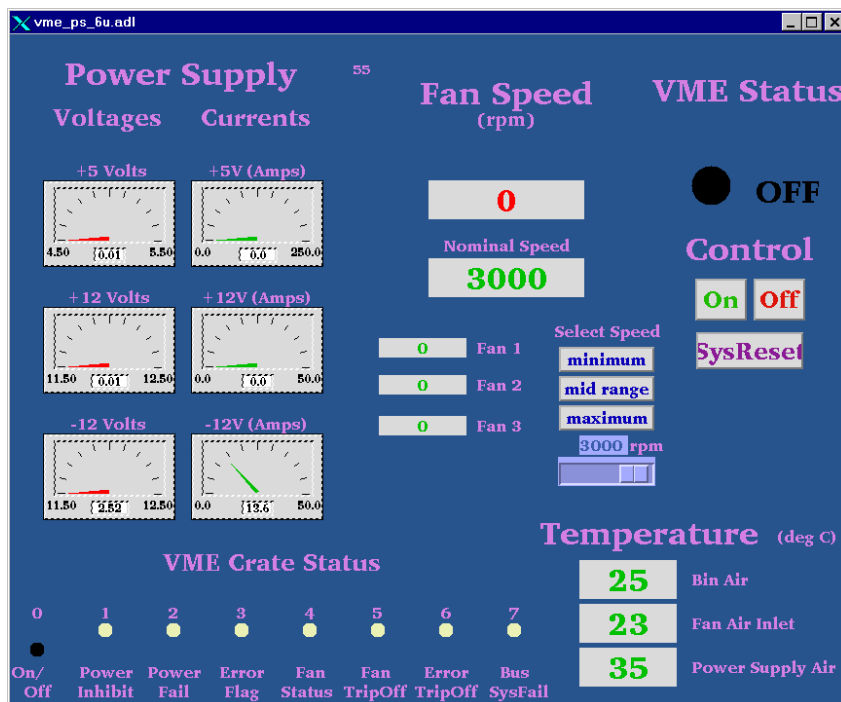 vme_ps_6u.adl
Power Supply
55
Voltages
Currents
Fan Speed
(rpm)
VME Status
+5 Volts
4.50
0.01
5.50
+5V (Amps)
0.0
0.0
250.0
0
Nominal Speed
3000
OFF
Control
On
Off
SysReset
+12 Volts
11.50
0.01
12.50
+12V (Amps)
0.0
0.0
50.0
0
Fan 1
0
Fan 2
0
Fan 3
Select Speed
minimum
mid range
maximum
3000 rpm
-12 Volts
11.50
2.52
12.50
-12V (Amps)
0.0
13.6
50.0
Temperature
(deg C)
25
Bin Air
23
Fan Air Inlet
35
Power Supply Air
VME Crate Status
0
1
2
3
4
5
6
7
On/
Off
Power
Inhibit
Power
Fail
Error
Flag
Fan
Status
Fan
TripOff
Error
TripOff
Bus
SysFail